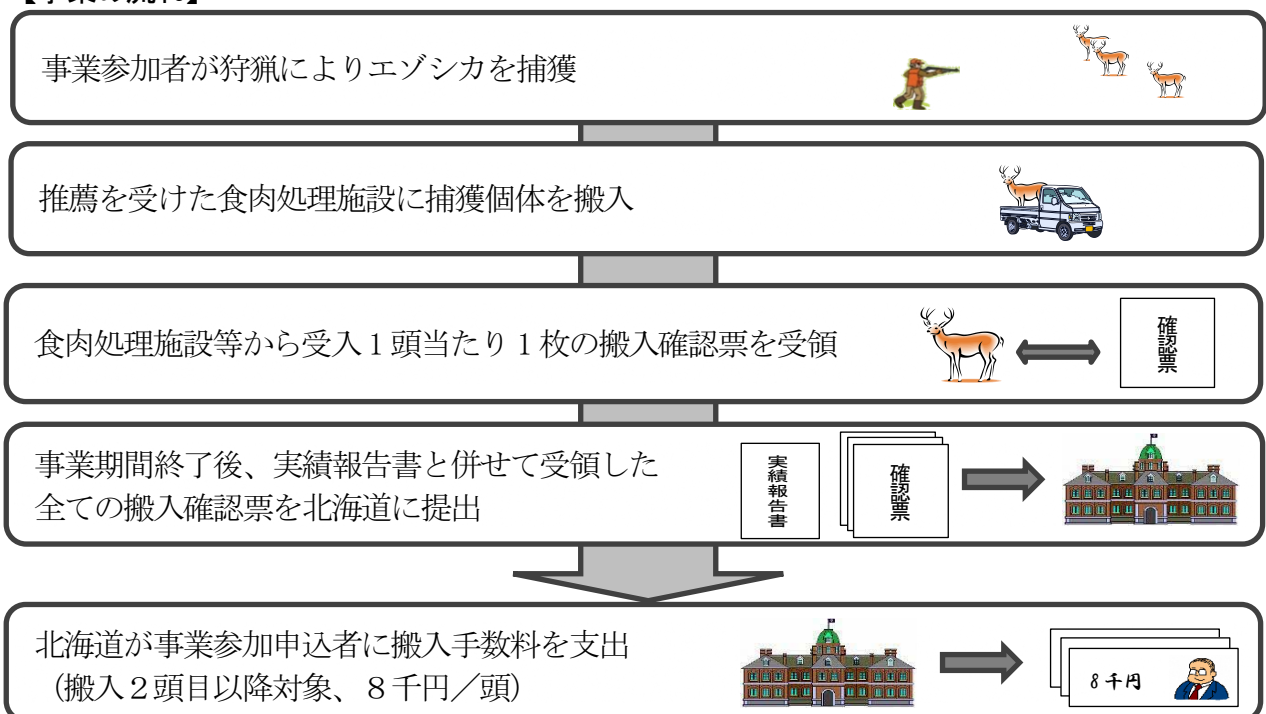 【事業の流れ】
事業参加者が狩猟によりエゾシカを捕獲
推薦を受けた食肉処理施設に捕獲個体を搬入
食肉処理施設等から受入１頭当たり１枚の搬入確認票を受領
確認票
事業期間終了後、実績報告書と併せて受領した
全ての搬入確認票を北海道に提出
実績報告書
確認票
北海道が事業参加申込者に搬入手数料を支出
（搬入２頭目以降対象、８千円／頭）
8千円